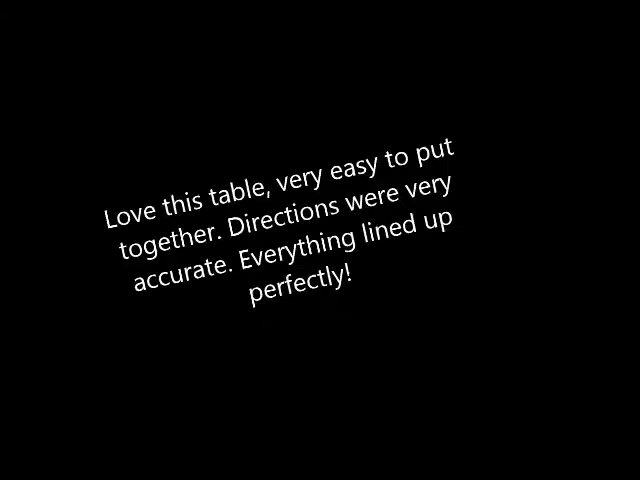 Love this table, very easy to put
together. Directions were very
accurate. Everything lined up
perfectly!